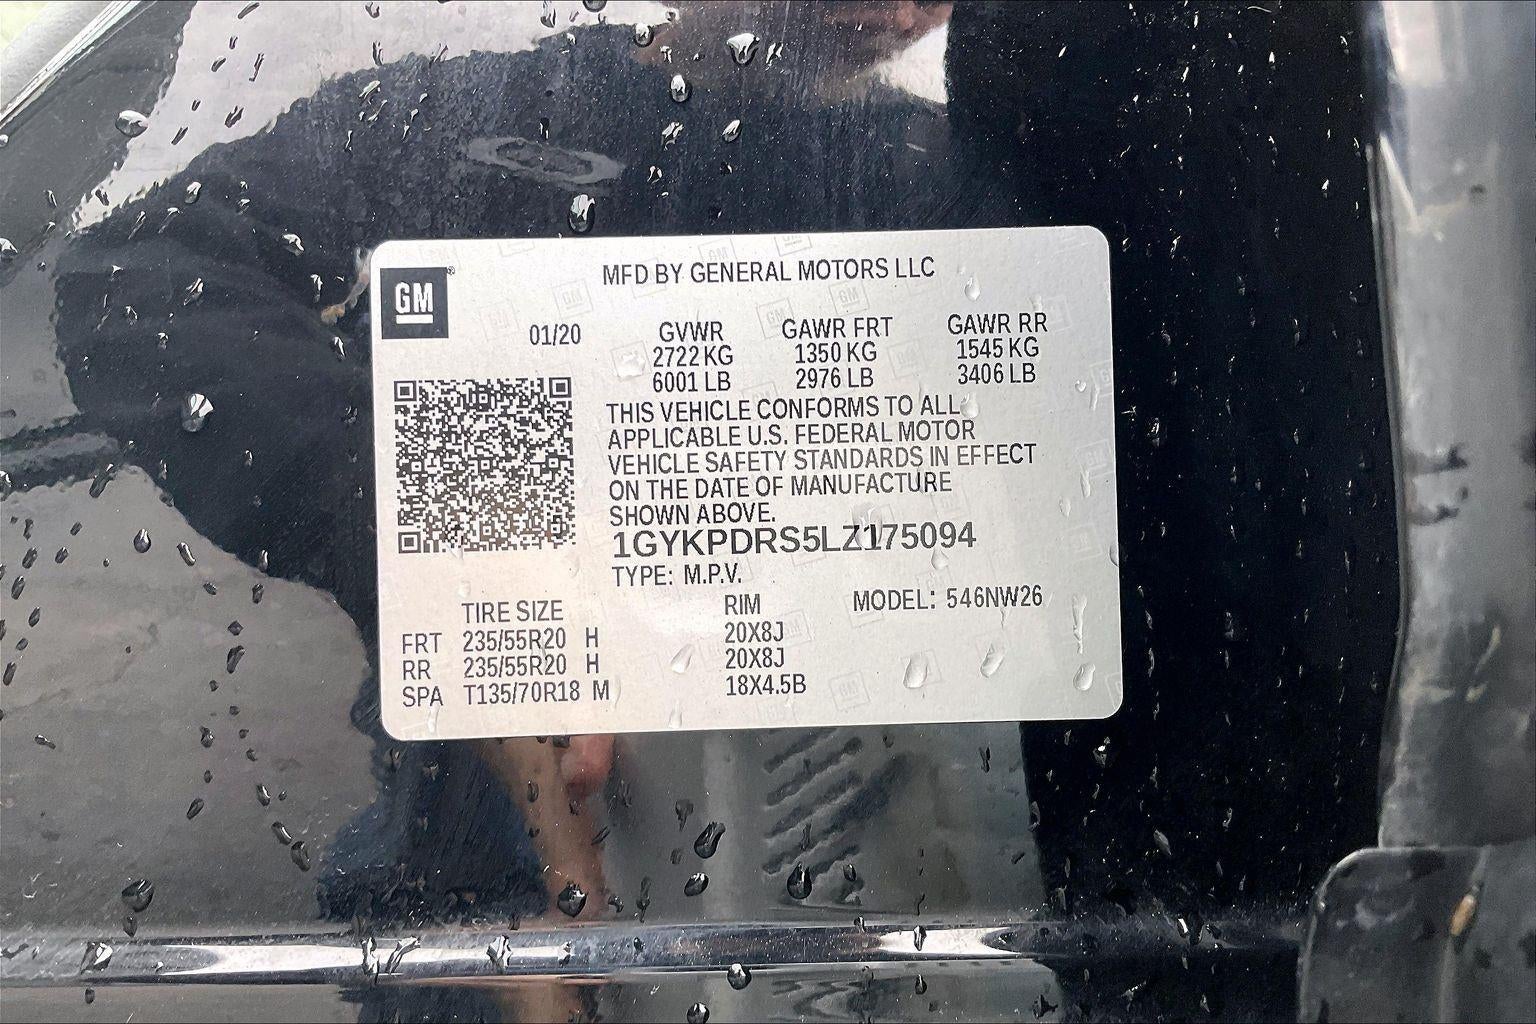 GM
MFD BY GENERAL MOTORS LLC
01/20 GVWR GAWR FRT GAWR RR
2722 KG 1350 KG 1545 KG
6001 LB 2976 LB 3406 LB
THIS VEHICLE CONFORMS TO ALL
APPLICABLE U.S. FEDERAL MOTOR
VEHICLE SAFETY STANDARDS IN EFFECT
ON THE DATE OF MANUFACTURE
SHOWN ABOVE.
1GYKPDRS5LZ175094
TYPE: M.P.V.
TIRE SIZE RIM MODEL: 546NW26
FRT 235/55R20 H 20X8J
RR 235/55R20 H 20X8J
SPA T135/70R18 M 18X4.5B